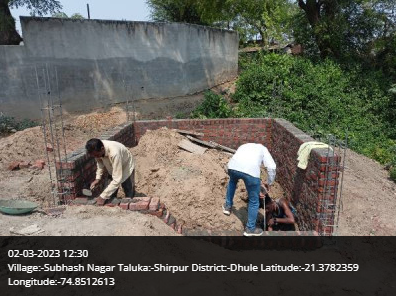 02-03-2023 12:30
Village:-Subhash Nagar Taluka:-Shirpur District:-Dhule Latitude:-21.3782359
Longitude:-74.8512613